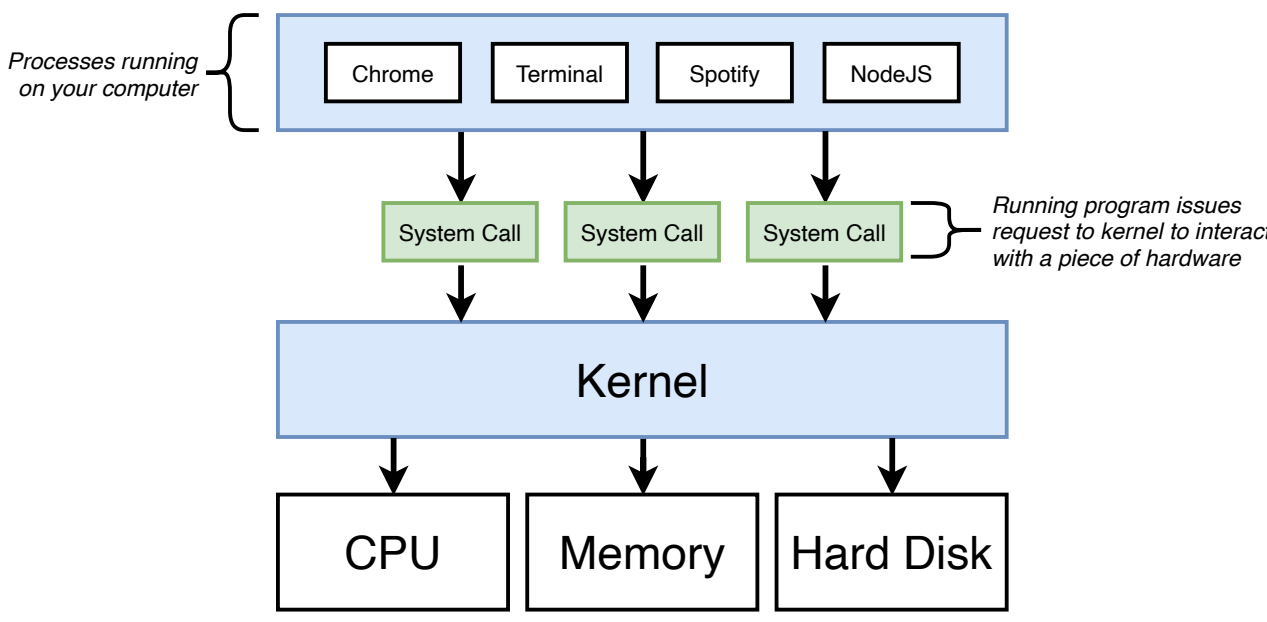 Processes running
on your computer
Chrome
Terminal
Spotify
NodeJS
System Call
System Call
System Call
Running program issues
request to kernel to interact
with a piece of hardware
Kernel
CPU
Memory
Hard Disk